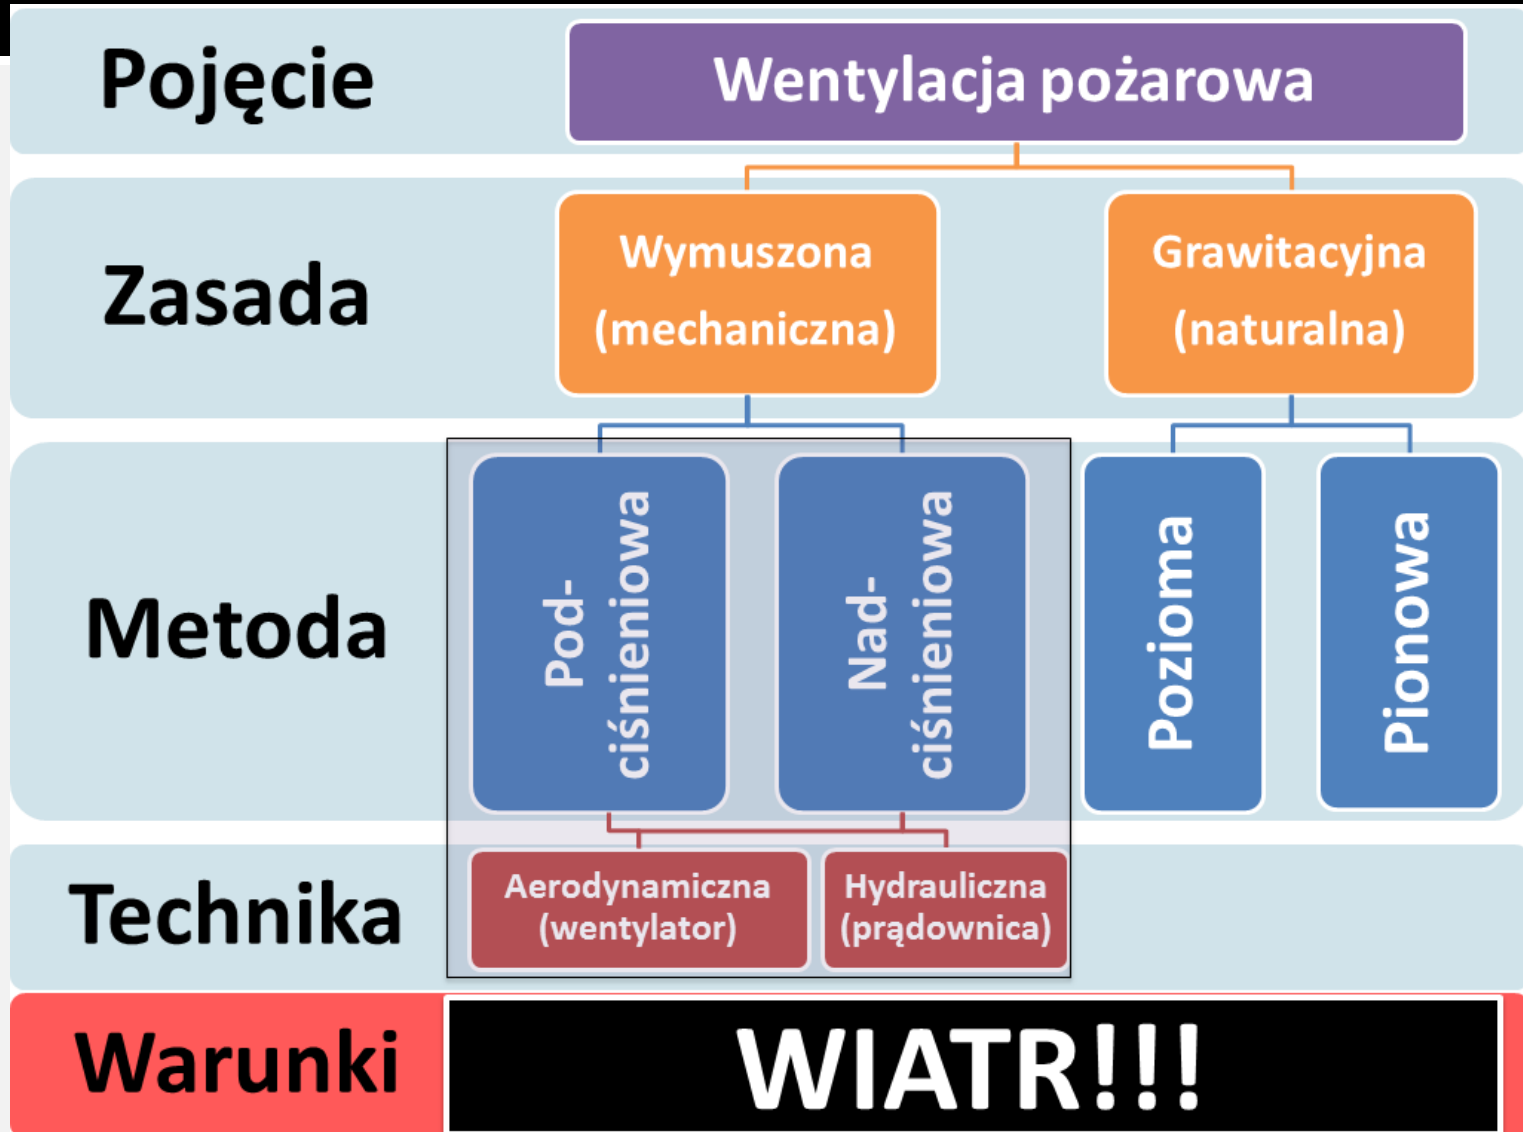 Pojęcie
Wentylacja pożarowa
Zasada
Wymuszona
(mechaniczna)
Grawitacyjna
(naturalna)
Metoda
Pod-
ciśnieniowa
Nad-
ciśnieniowa
Pozioma
Pionowa
Technika
Aerodynamiczna
(wentylator)
Hydrauliczna
(prądownica)
Warunki
WIATR!!!